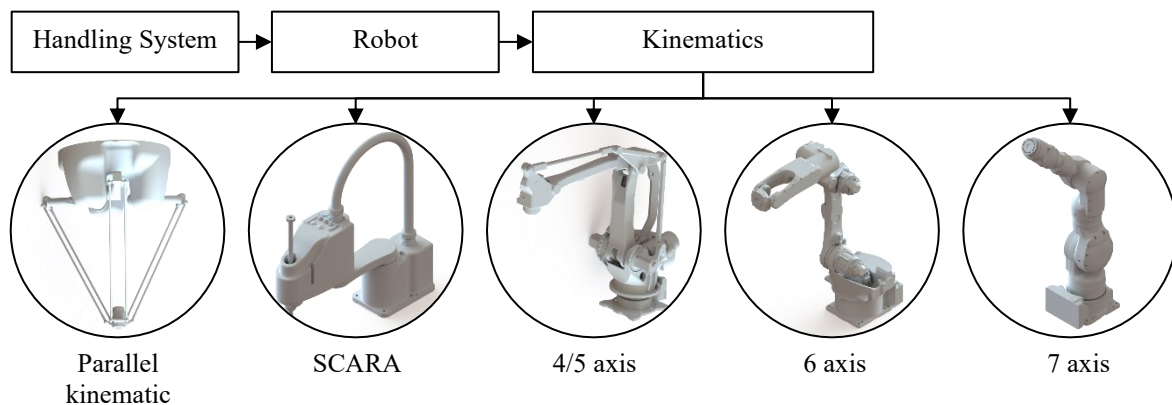 Handling System
Robot
Kinematics
Parallel
kinematic
SCARA
4/5 axis
6 axis
7 axis